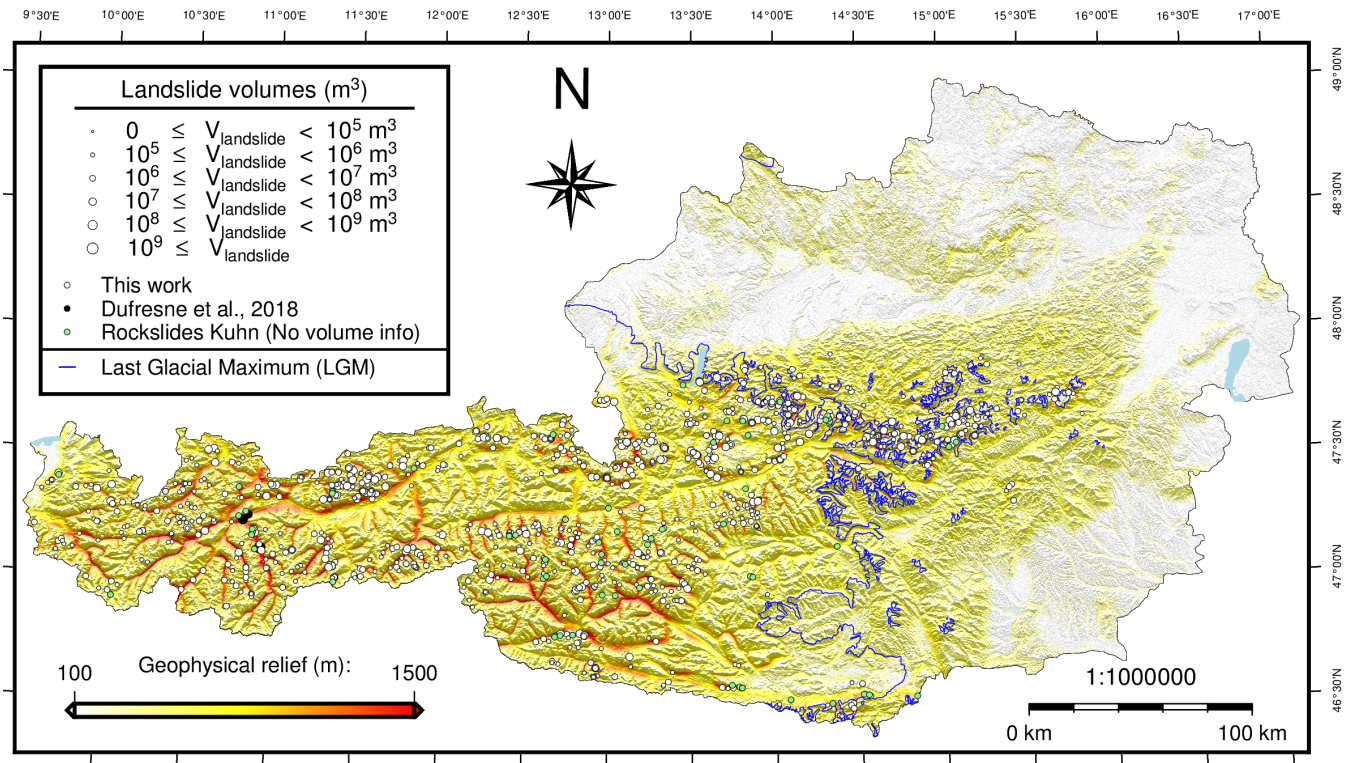 9°30'E 10°00'E 10°30'E 11°00'E 11°30'E 12°00'E 12°30'E 13°00'E 13°30'E 14°00'E 14°30'E 15°00'E 15°30'E 16°00'E 16°30'E 17°00'E
Landslide volumes (m³)
0 ≤ Vlandslide < 10⁵ m³
10⁵ ≤ Vlandslide < 10⁶ m³
10⁶ ≤ Vlandslide < 10⁷ m³
10⁷ ≤ Vlandslide < 10⁸ m³
10⁸ ≤ Vlandslide < 10⁹ m³
10⁹ ≤ Vlandslide
This work
Dufresne et al., 2018
Rockslides Kuhn (No volume info)
Last Glacial Maximum (LGM)
N
49°00'N
48°30'N
48°00'N
47°30'N
47°00'N
46°30'N
Geophysical relief (m):
100 1500
1:1000000
0 km 100 km